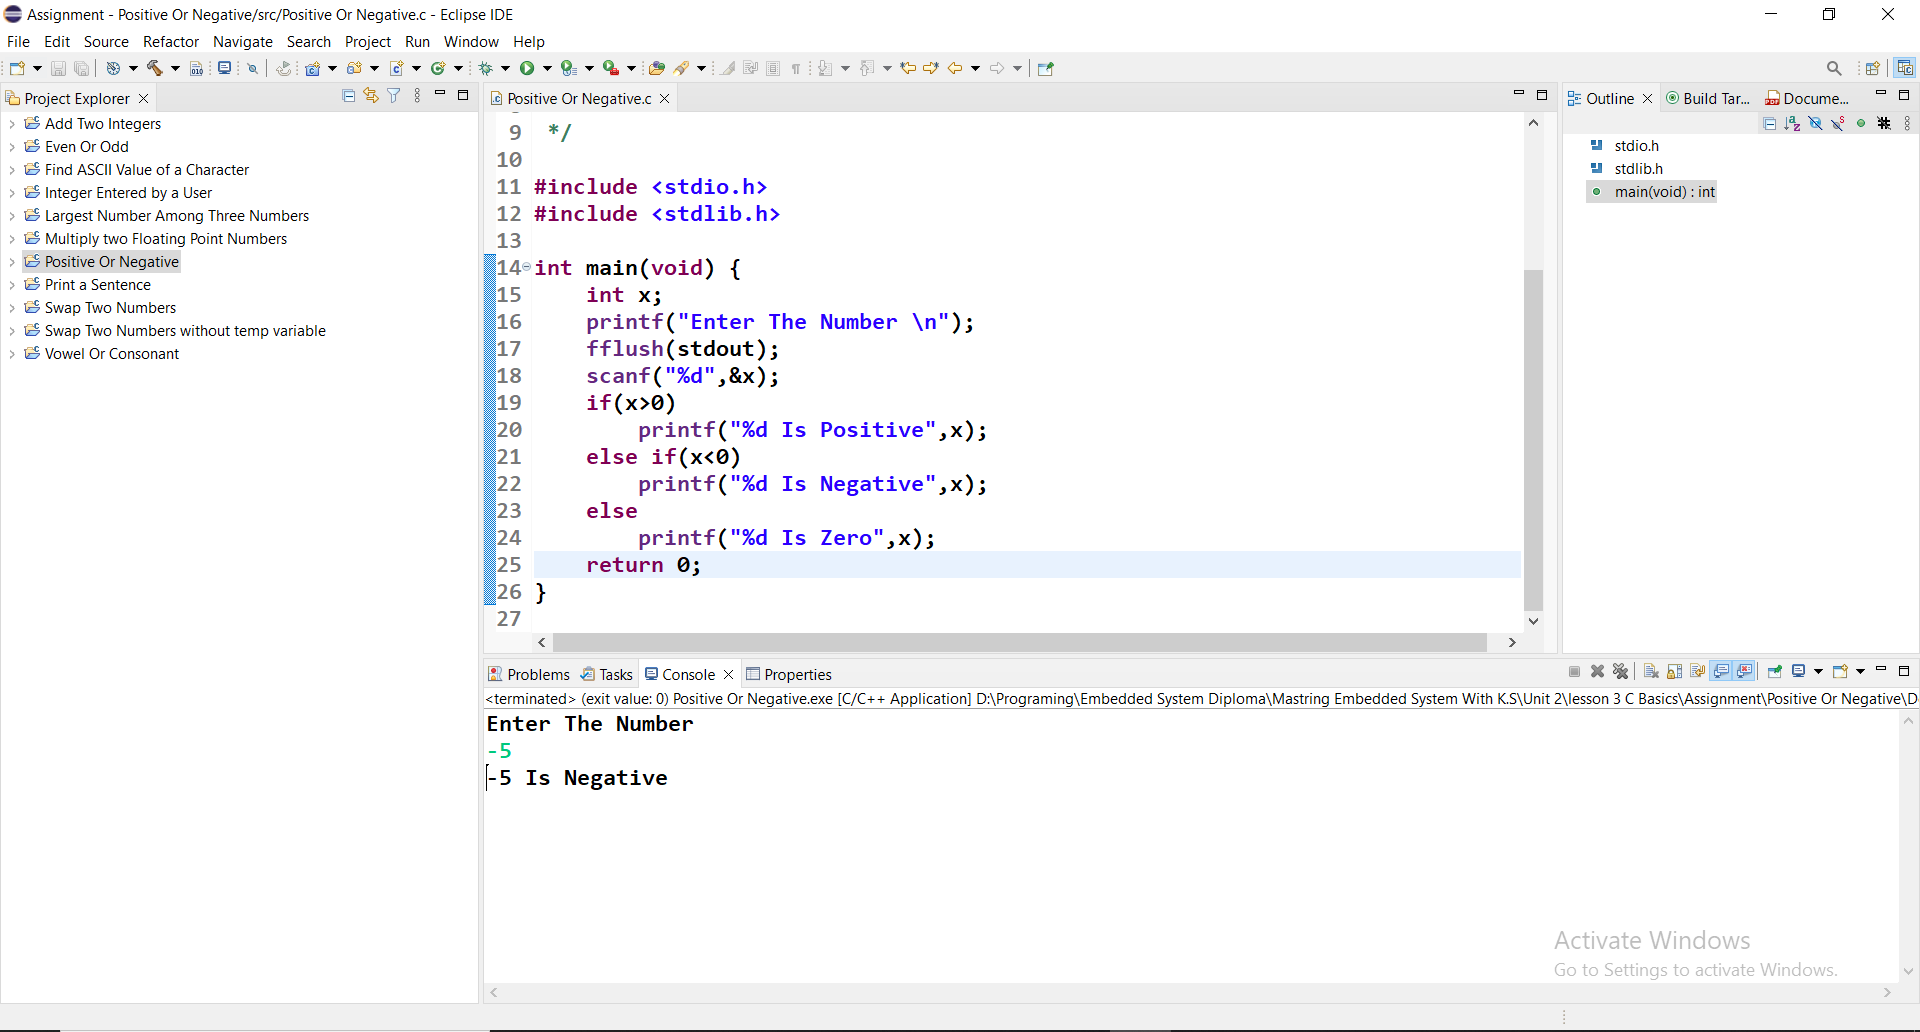 Assignment - Positive Or Negative/src/Positive Or Negative.c - Eclipse IDE
File Edit Source Refactor Navigate Search Project Run Window Help
Project Explorer
Add Two Integers
Even Or Odd
Find ASCII Value of a Character
Integer Entered by a User
Largest Number Among Three Numbers
Multiply two Floating Point Numbers
Positive Or Negative
Print a Sentence
Swap Two Numbers
Swap Two Numbers without temp variable
Vowel Or Consonant
Positive Or Negative.c
9 */
10
11 #include <stdio.h>
12 #include <stdlib.h>
13
14 int main(void) {
15 int x;
16 printf("Enter The Number \n");
17 fflush(stdout);
18 scanf("%d",&x);
19 if(x>0)
20 printf("%d Is Positive",x);
21 else if(x<0)
22 printf("%d Is Negative",x);
23 else
24 printf("%d Is Zero",x);
25 return 0;
26 }
27
Outline Build Tar... Docume...
stdio.h
stdlib.h
main(void) : int
Problems Tasks Console Properties
<terminated> (exit value: 0) Positive Or Negative.exe [C/C++ Application] D:\Programing\Embedded System Diploma\Mastring Embedded System With K.S\Unit 2\lesson 3 C Basics\Assignment\Positive Or Negative\D
Enter The Number
-5
-5 Is Negative
Activate Windows
Go to Settings to activate Windows.